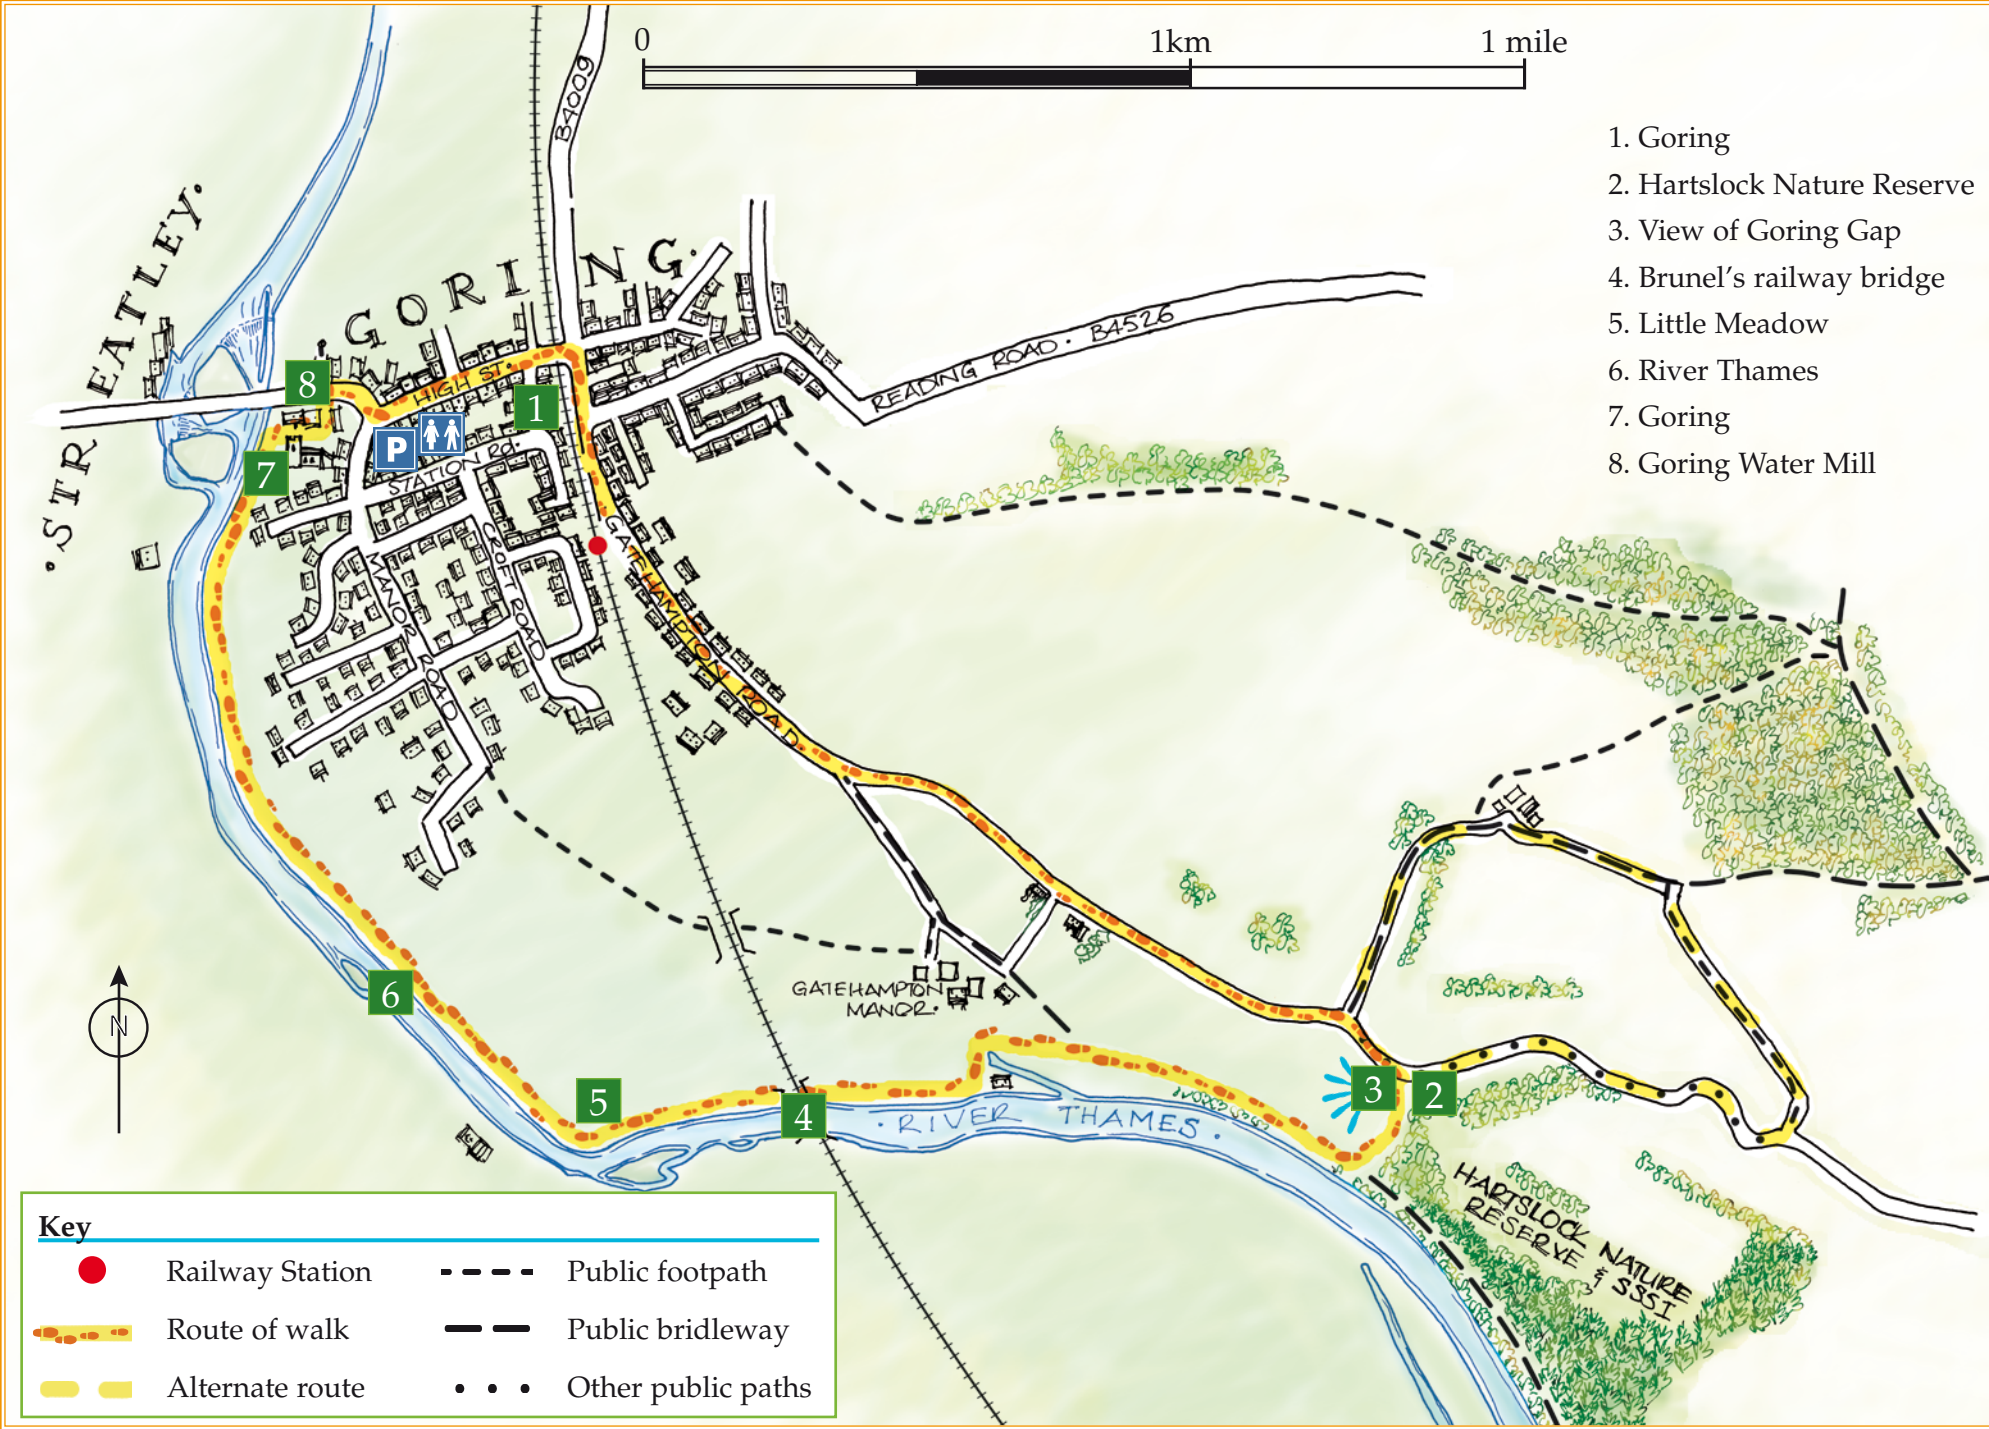 0 1km 1 mile
B4009
1. Goring
2. Hartslock Nature Reserve
3. View of Goring Gap
4. Brunel's railway bridge
5. Little Meadow
6. River Thames
7. Goring
8. Goring Water Mill
·STREATLEY·
GORING.
READING ROAD· B4526
8
HIGH ST·
1
P
7
STATION RD.
GATEHAMPTON ROAD.
CROFT ROAD
MANOR ROAD
6
GATEHAMPTON
MANOR·
N
5
4
·RIVER THAMES·
3
2
HARTSLOCK NATURE
RESERVE & SSSI
Key
Railway Station
Public footpath
Route of walk
Public bridleway
Alternate route
Other public paths